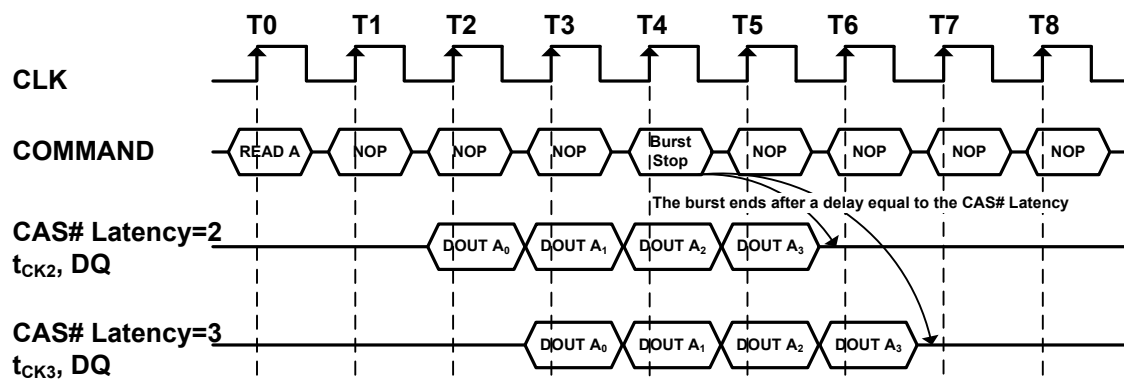 T0 T1 T2 T3 T4 T5 T6 T7 T8
CLK
COMMAND READ A NOP NOP NOP Burst Stop NOP NOP NOP NOP
The burst ends after a delay equal to the CAS# Latency
CAS# Latency=2
tCK2, DQ DOUT A0 DOUT A1 DOUT A2 DOUT A3
CAS# Latency=3
tCK3, DQ DOUT A0 DOUT A1 DOUT A2 DOUT A3